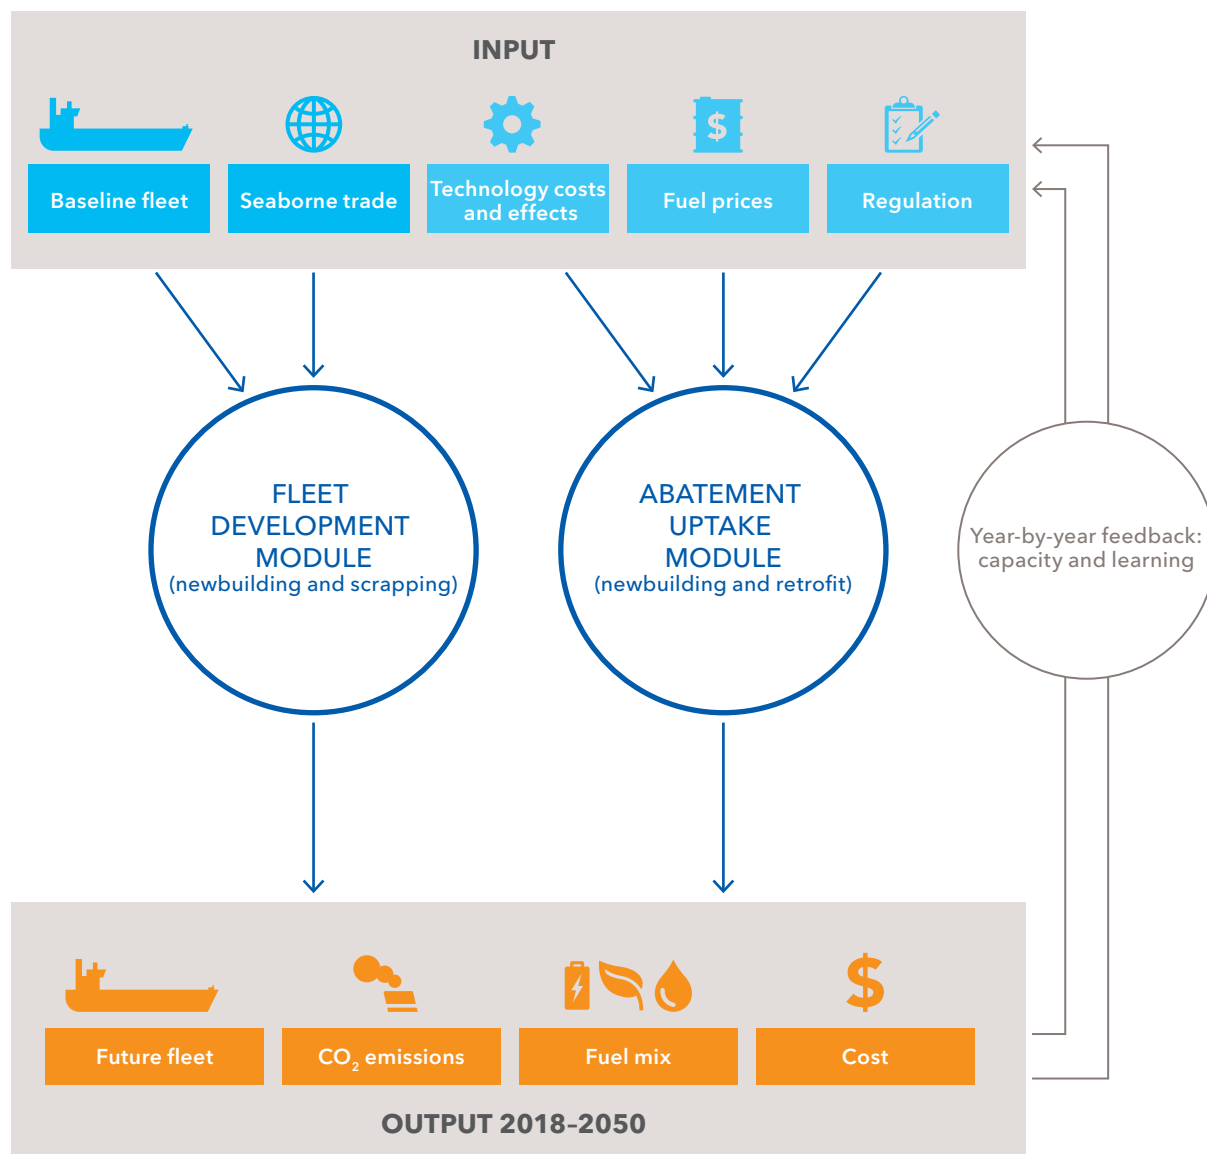 INPUT
$
Baseline fleet
Seaborne trade
Technology costs
and effects
Fuel prices
Regulation
FLEET
DEVELOPMENT
MODULE
(newbuilding and scrapping)
ABATEMENT
UPTAKE
MODULE
(newbuilding and retrofit)
Year-by-year feedback:
capacity and learning
$
Future fleet
CO₂ emissions
Fuel mix
Cost
OUTPUT 2018–2050